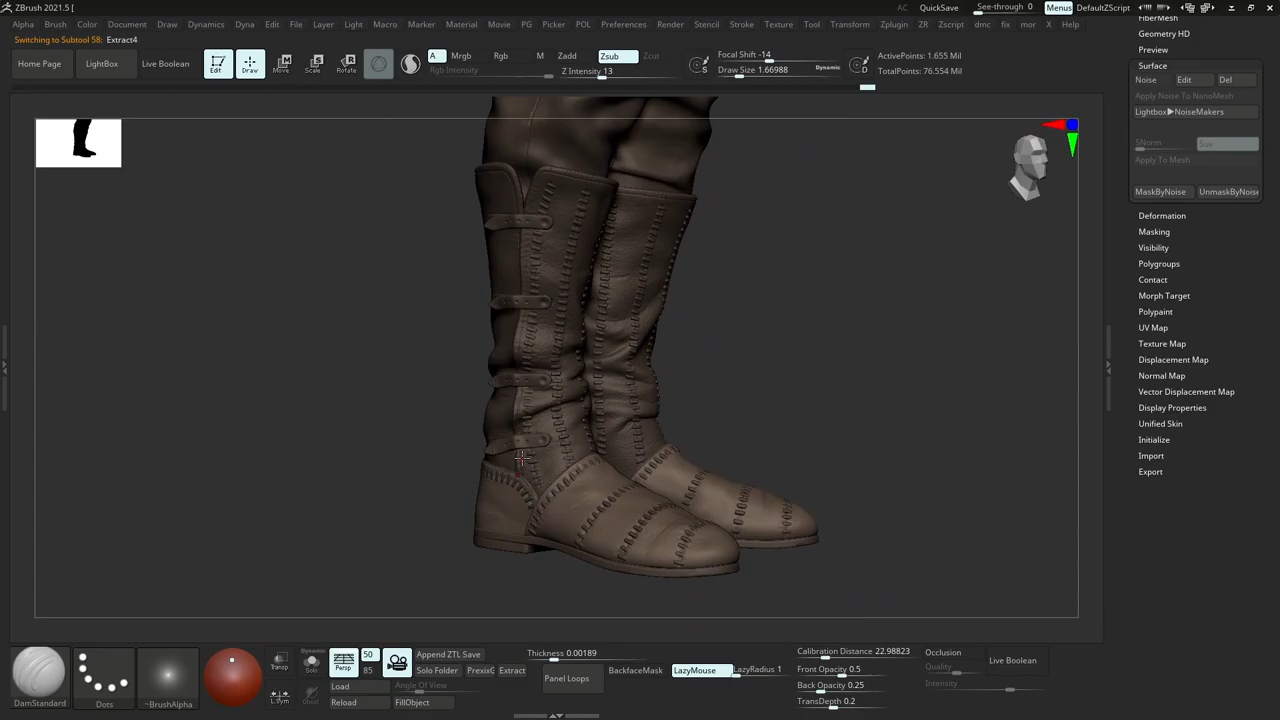 ZBrush 2021.5 [
AC QuickSave See-through 0 Menus DefaultZScript
Alpha Brush Color Document Draw Dynamics Edit File Layer Light Macro Marker Material Movie Picker Preferences Render Stencil Stroke Texture Tool Transform Zplugin ZR Zscript dmc fix mor X Help
Switching to Subtool 58: Extract4
Home Page LightBox Live Boolean Edit Draw Move Scale Rotate A Mrgb Rgb M Zadd Zsub Zcut Focal Shift -14 ActivePoints: 1.655 Mil
Rgb Intensity Z Intensity 13 S Draw Size 1.66988 Dynamic D TotalPoints: 76.554 Mil
FiberMesh
Geometry HD
Preview
Surface
Noise Edit Del
Apply Noise To NanoMesh
Lightbox▶NoiseMakers
SNorm
Apply To Mesh
MaskByNoise UnmaskByNoise
Deformation
Masking
Visibility
Polygroups
Contact
Morph Target
Polypaint
UV Map
Texture Map
Displacement Map
Normal Map
Vector Displacement Map
Display Properties
Unified Skin
Initialize
Import
Export
DamStandard
Dots
~BrushAlpha
Transp
Dynamic
Solo
Ghost
Persp
50
85
Append ZTL Save
Solo Folder Extract
Load Angle Of View
Reload FillObject
Thickness 0.00189
Panel Loops
BackfaceMask LazyMouse LazyRadius 1
Calibration Distance 22.98823
Front Opacity 0.5
Back Opacity 0.25
TransDepth 0.2
Occlusion
Quality
Intensity
Live Boolean